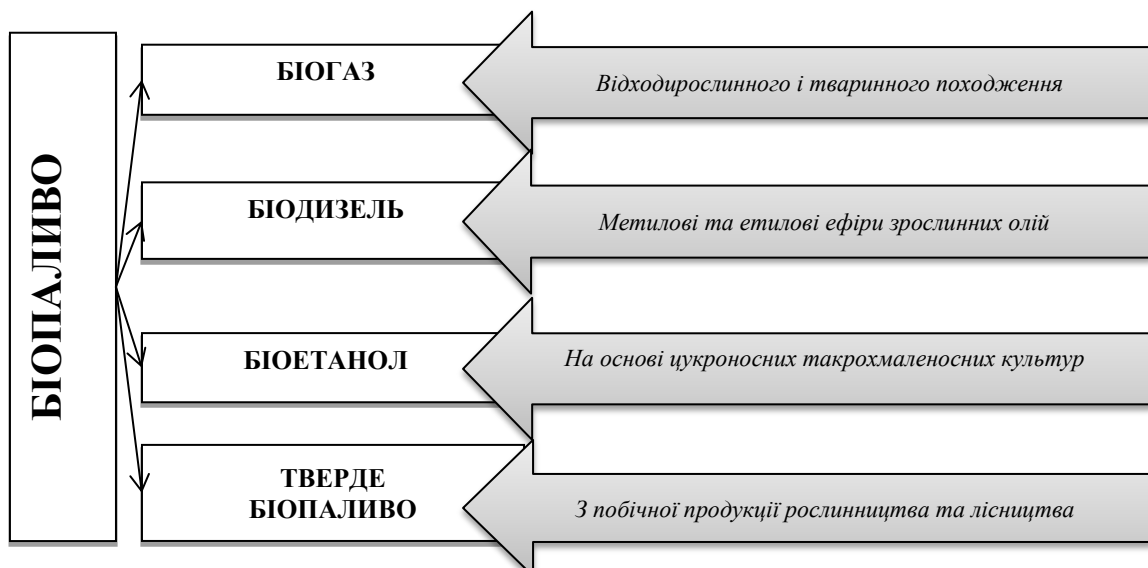 БІОПАЛИВО
БІОГАЗ
Відходирослинного і тваринного походження
БІОДИЗЕЛЬ
Метилові та етилові ефіри зрослинних олій
БІОЕТАНОЛ
На основі цукроносних такрохмаленосних культур
ТВЕРДЕ
БІОПАЛИВО
З побічної продукції рослинництва та лісництва